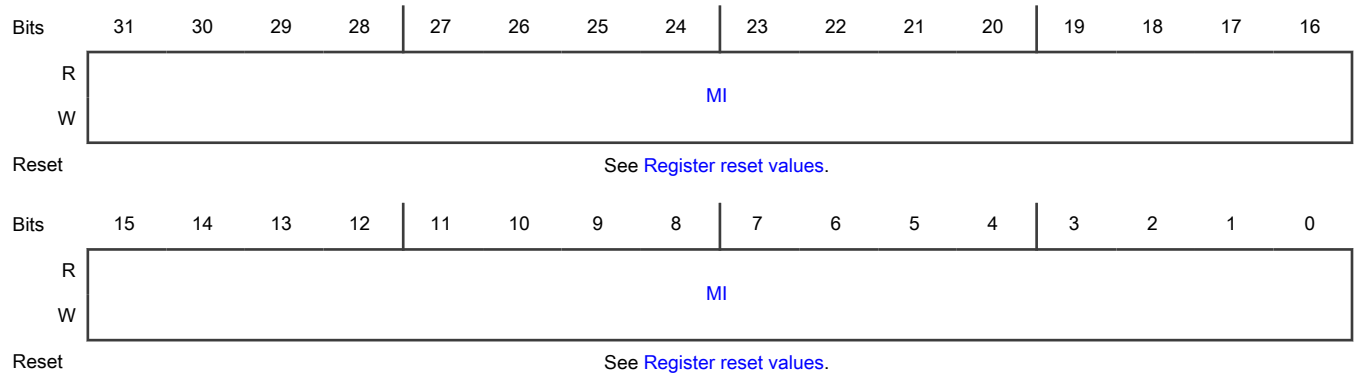 Bits 31 30 29 28 27 26 25 24 23 22 21 20 19 18 17 16
R
MI
W
Reset See Register reset values.
Bits 15 14 13 12 11 10 9 8 7 6 5 4 3 2 1 0
R
MI
W
Reset See Register reset values.